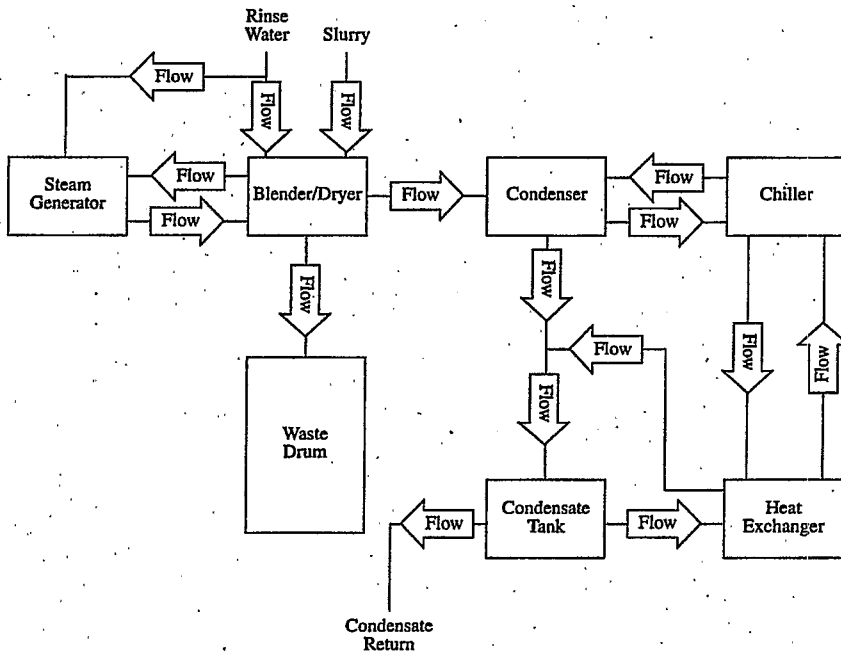 Rinse
Water
Slurry
Flow
Flow
Flow
Steam
Generator
Flow
Flow
Blender/Dryer
Flow
Condenser
Flow
Flow
Chiller
Flow
Flow
Flow
Flow
Flow
Flow
Waste
Drum
Flow
Condensate
Tank
Flow
Heat
Exchanger
Condensate
Return